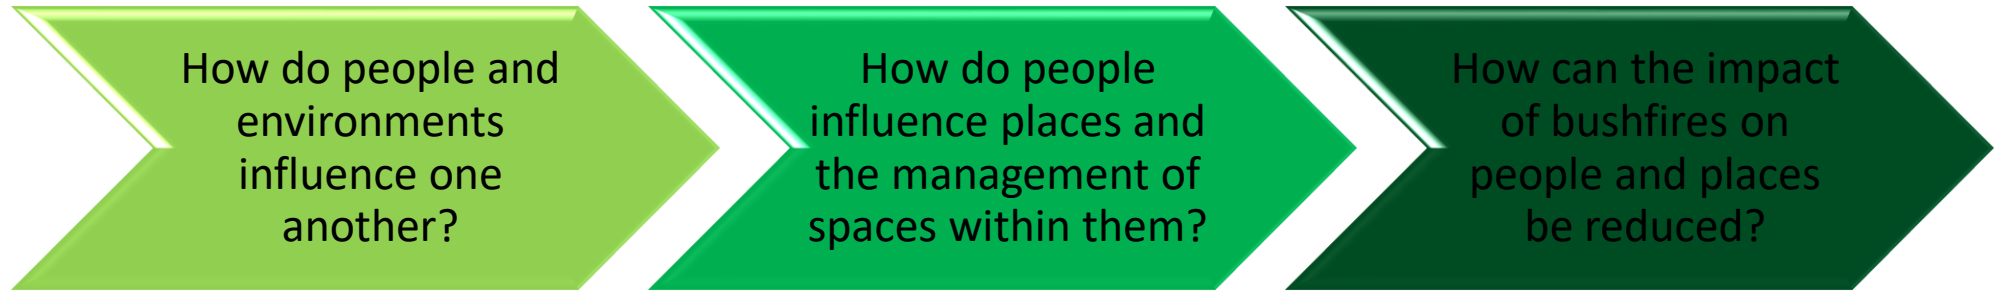 How do people and
environments
influence one
another?
How do people
influence places and
the management of
spaces within them?
How can the impact
of bushfires on
people and places
be reduced?